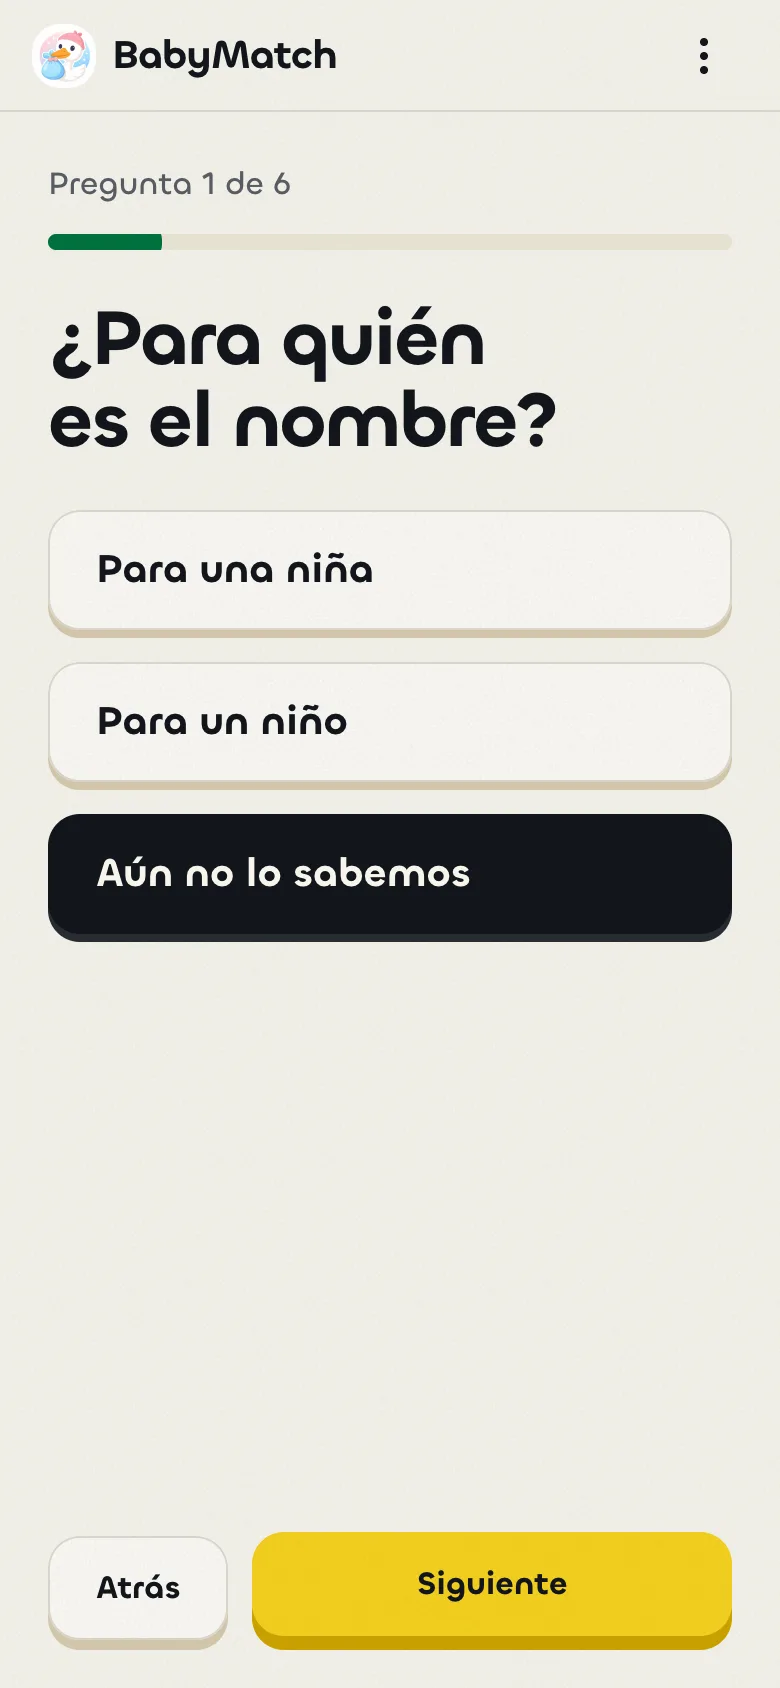 BabyMatch
Pregunta 1 de 6
¿Para quién
es el nombre?
Para una niña
Para un niño
Aún no lo sabemos
Atrás
Siguiente